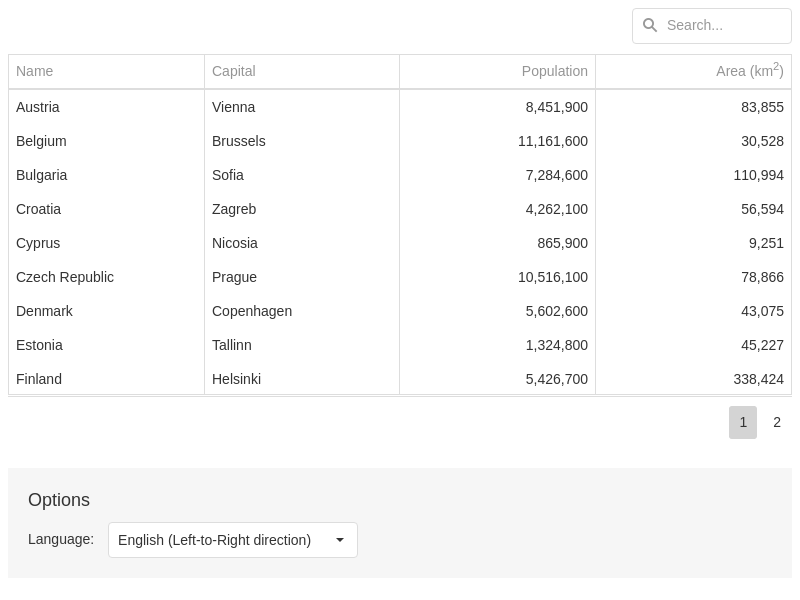 Search...
Name Capital Population Area (km²)
Austria Vienna 8,451,900 83,855
Belgium Brussels 11,161,600 30,528
Bulgaria Sofia 7,284,600 110,994
Croatia Zagreb 4,262,100 56,594
Cyprus Nicosia 865,900 9,251
Czech Republic Prague 10,516,100 78,866
Denmark Copenhagen 5,602,600 43,075
Estonia Tallinn 1,324,800 45,227
Finland Helsinki 5,426,700 338,424
1 2
Options
Language: English (Left-to-Right direction)